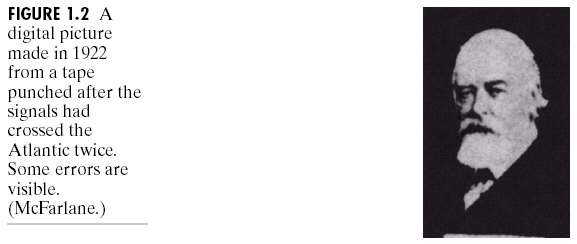 FIGURE 1.2 A
digital picture
made in 1922
from a tape
punched after the
signals had
crossed the
Atlantic twice.
Some errors are
visible.
(McFarlane.)